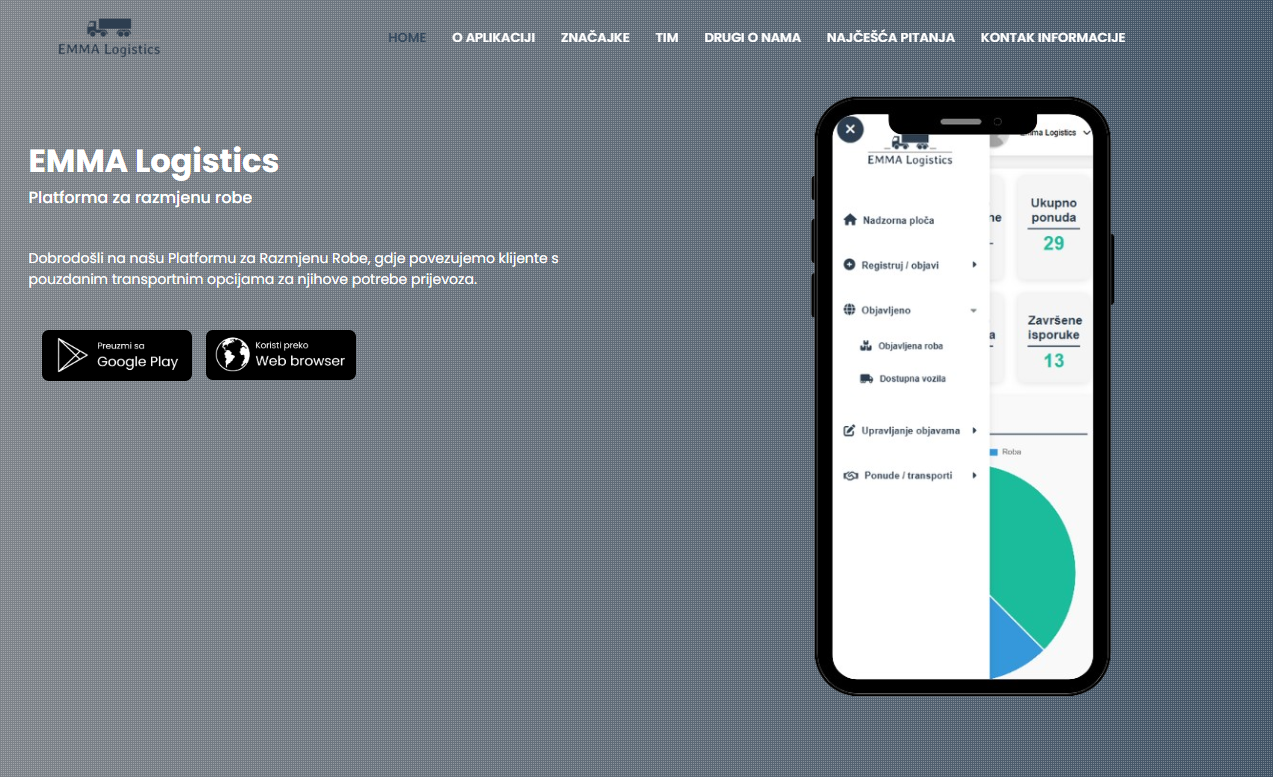 EMMA Logistics
HOME O APLIKACIJI ZNAČAJKE TIM DRUGI O NAMA NAJČEŠĆA PITANJA KONTAK INFORMACIJE
EMMA Logistics
Platforma za razmjenu robe
Dobrodošli na našu Platformu za Razmjenu Robe, gdje povezujemo klijente s
pouzdanim transportnim opcijama za njihove potrebe prijevoza.
Preuzmi sa
Google Play
Koristi preko
Web browser
EMMA Logistics
Nadzorna ploča
Registruj / objavi
Objavljeno
Objavljena roba
Dostupna vozila
Upravljanje objavama
Ponude / transporti
Logistics
Ukupno
ponuda
29
Završene
isporuke
13
Roba